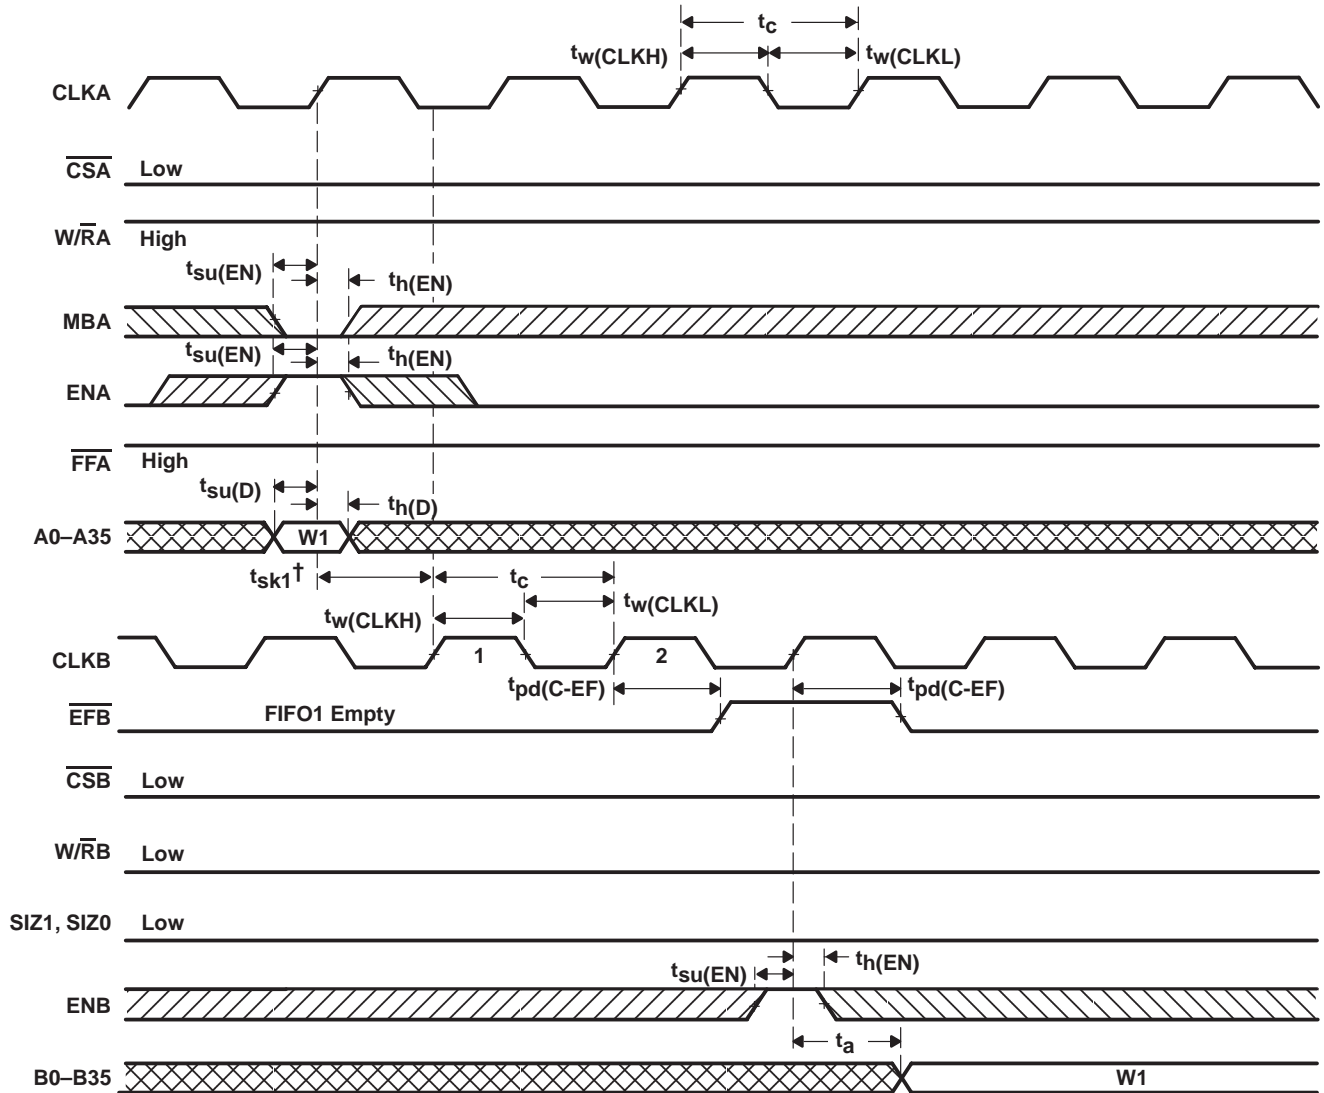 tc
tw(CLKH) tw(CLKL)
CLKA
CSA Low
W/RA High
tsu(EN) th(EN)
MBA
tsu(EN) th(EN)
ENA
FFA High
tsu(D) th(D)
A0–A35 W1
tsk1† tc
tw(CLKH) tw(CLKL)
CLKB 1 2
tpd(C-EF) tpd(C-EF)
EFB FIFO1 Empty
CSB Low
W/RB Low
SIZ1, SIZ0 Low
tsu(EN) th(EN)
ENB
ta
B0–B35 W1